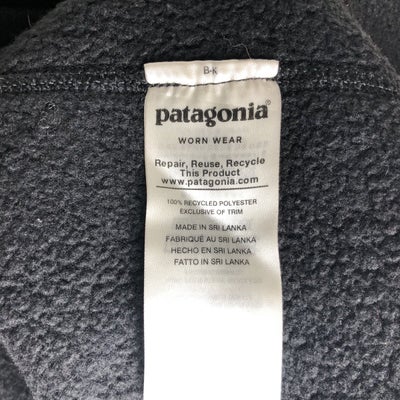 B-K
patagonia®
WORN WEAR
Repair, Reuse, Recycle
This Product
www.patagonia.com
100% RECYCLED POLYESTER
EXCLUSIVE OF TRIM
MADE IN SRI LANKA
FABRIQUÉ AU SRI LANKA
HECHO EN SRI LANKA
FATTO IN SRI LANKA